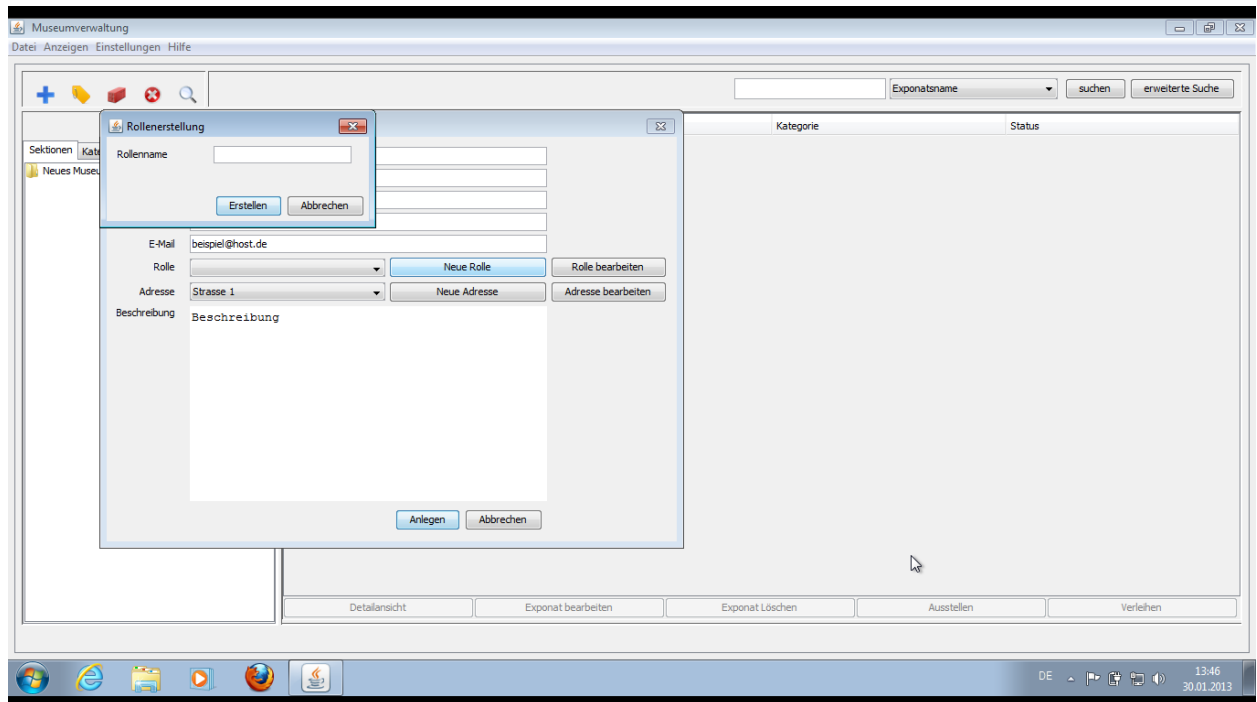 Museumverwaltung
Datei Anzeigen Einstellungen Hilfe
Exponatsname suchen erweiterte Suche
Rollenerstellung
Kategorie Status
Sektionen
Rollenname
Neues
Erstellen Abbrechen
E-Mail beispiel@host.de
Rolle Neue Rolle Rolle bearbeiten
Adresse Strasse 1 Neue Adresse Adresse bearbeiten
Beschreibung Beschreibung
Anlegen Abbrechen
Detailansicht Exponat bearbeiten Exponat Löschen Ausstellen Verleihen
DE 13:46
30.01.2013